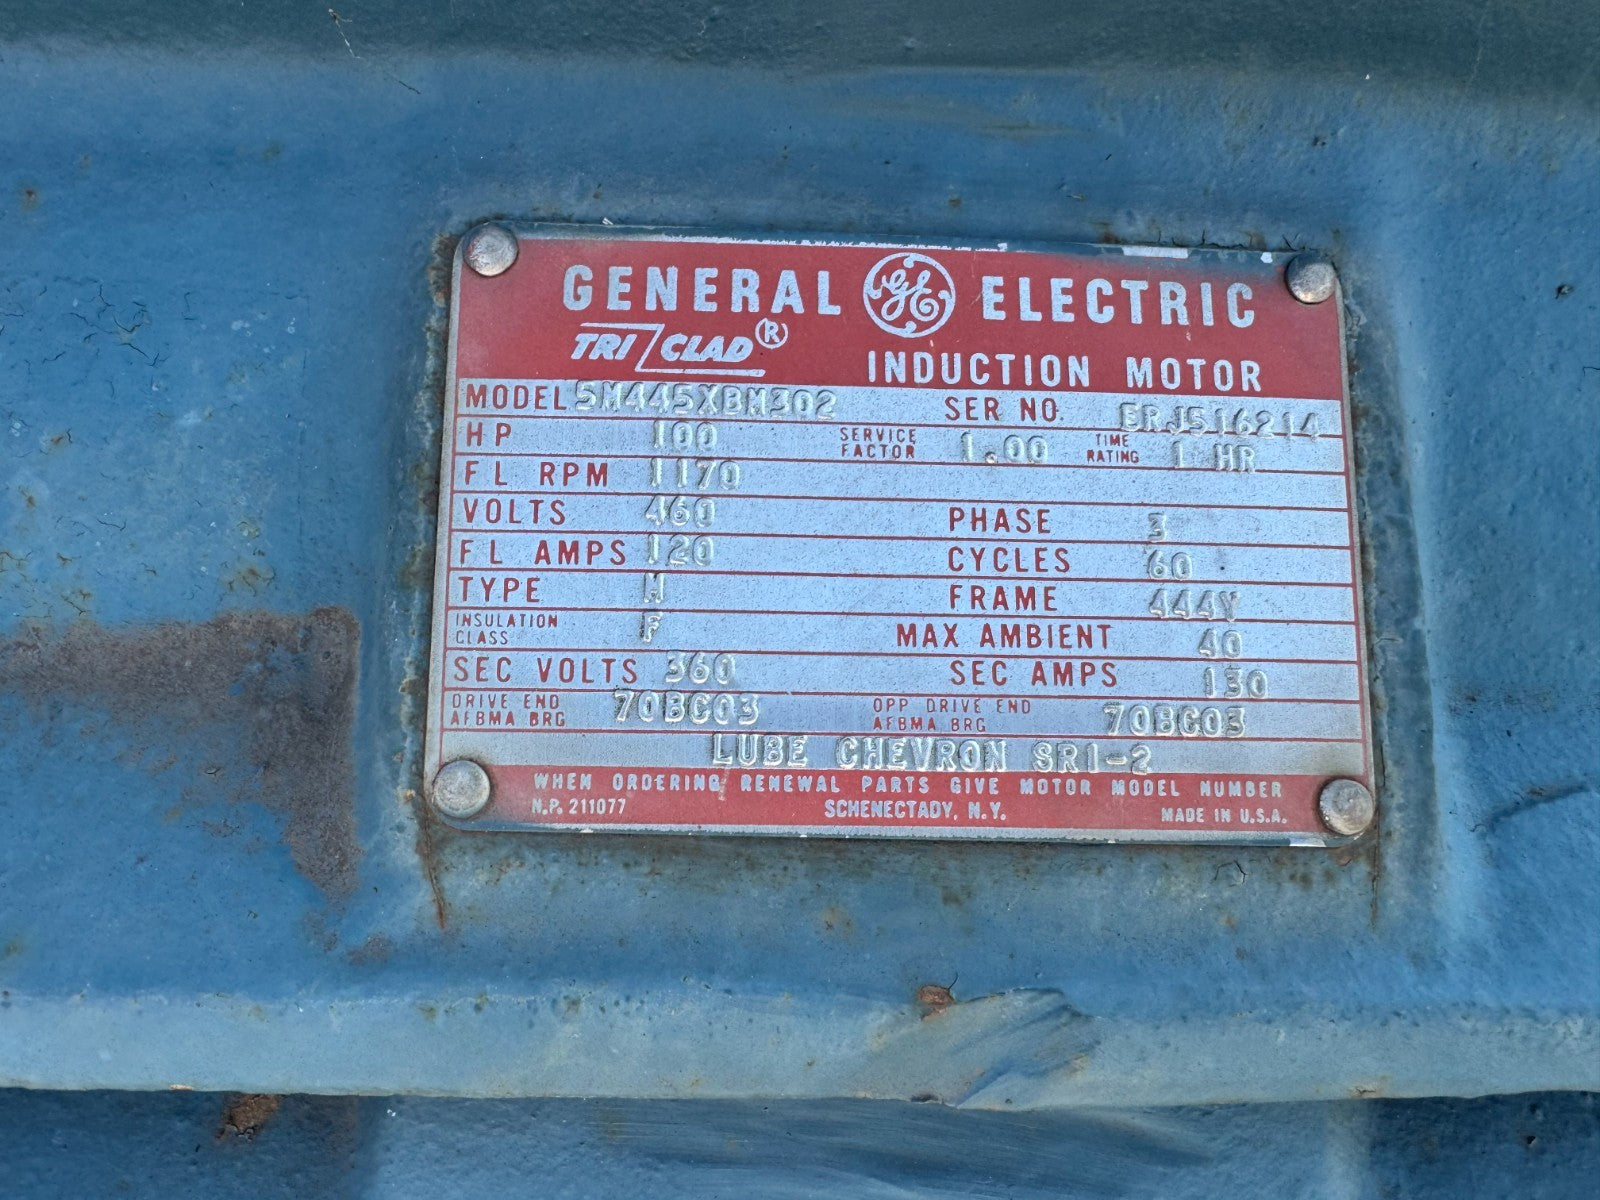 GENERAL GE ELECTRIC
TRI CLAD®
INDUCTION MOTOR
MODEL 5M445XBM302 SER NO. ERJ516214
HP 100 SERVICE FACTOR 1.00 TIME RATING 1 HR
FL RPM 1170
VOLTS 460 PHASE 3
FL AMPS 120 CYCLES 60
TYPE M FRAME 444Y
INSULATION CLASS F MAX AMBIENT 40
SEC VOLTS 360 SEC AMPS 130
DRIVE END AFBMA BRG 70BC03 OPP DRIVE END AFBMA BRG 70BC03
LUBE CHEVRON SRI-2
WHEN ORDERING RENEWAL PARTS GIVE MOTOR MODEL NUMBER
N.P. 211077 SCHENECTADY, N.Y. MADE IN U.S.A.